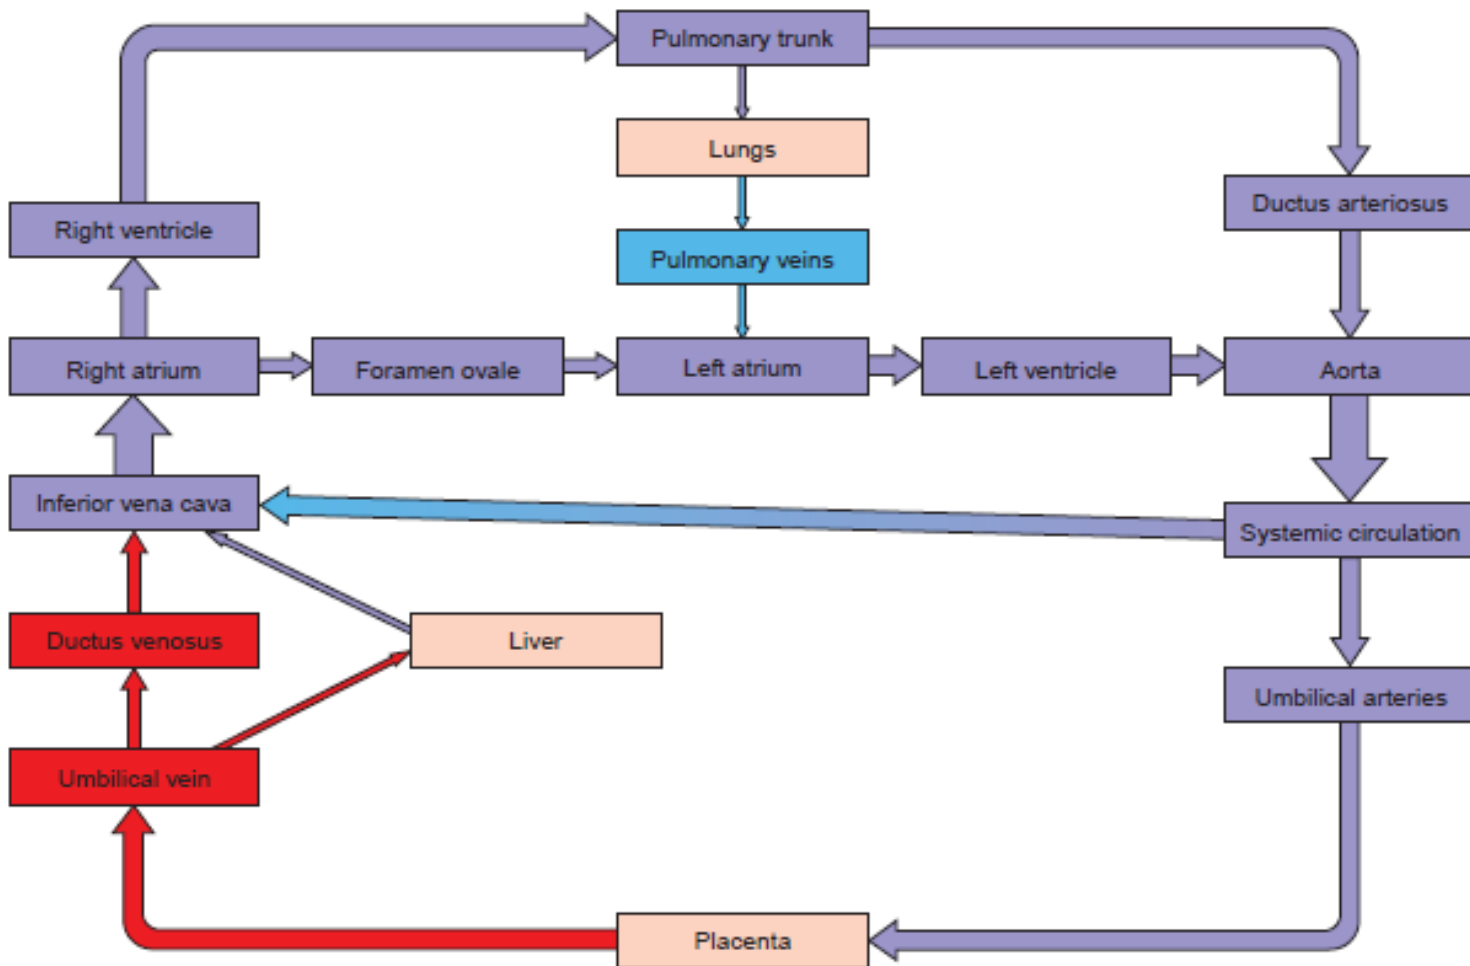 Pulmonary trunk
Lungs
Ductus arteriosus
Right ventricle
Pulmonary veins
Right atrium
Foramen ovale
Left atrium
Left ventricle
Aorta
Inferior vena cava
Systemic circulation
Ductus venosus
Liver
Umbilical arteries
Umbilical vein
Placenta